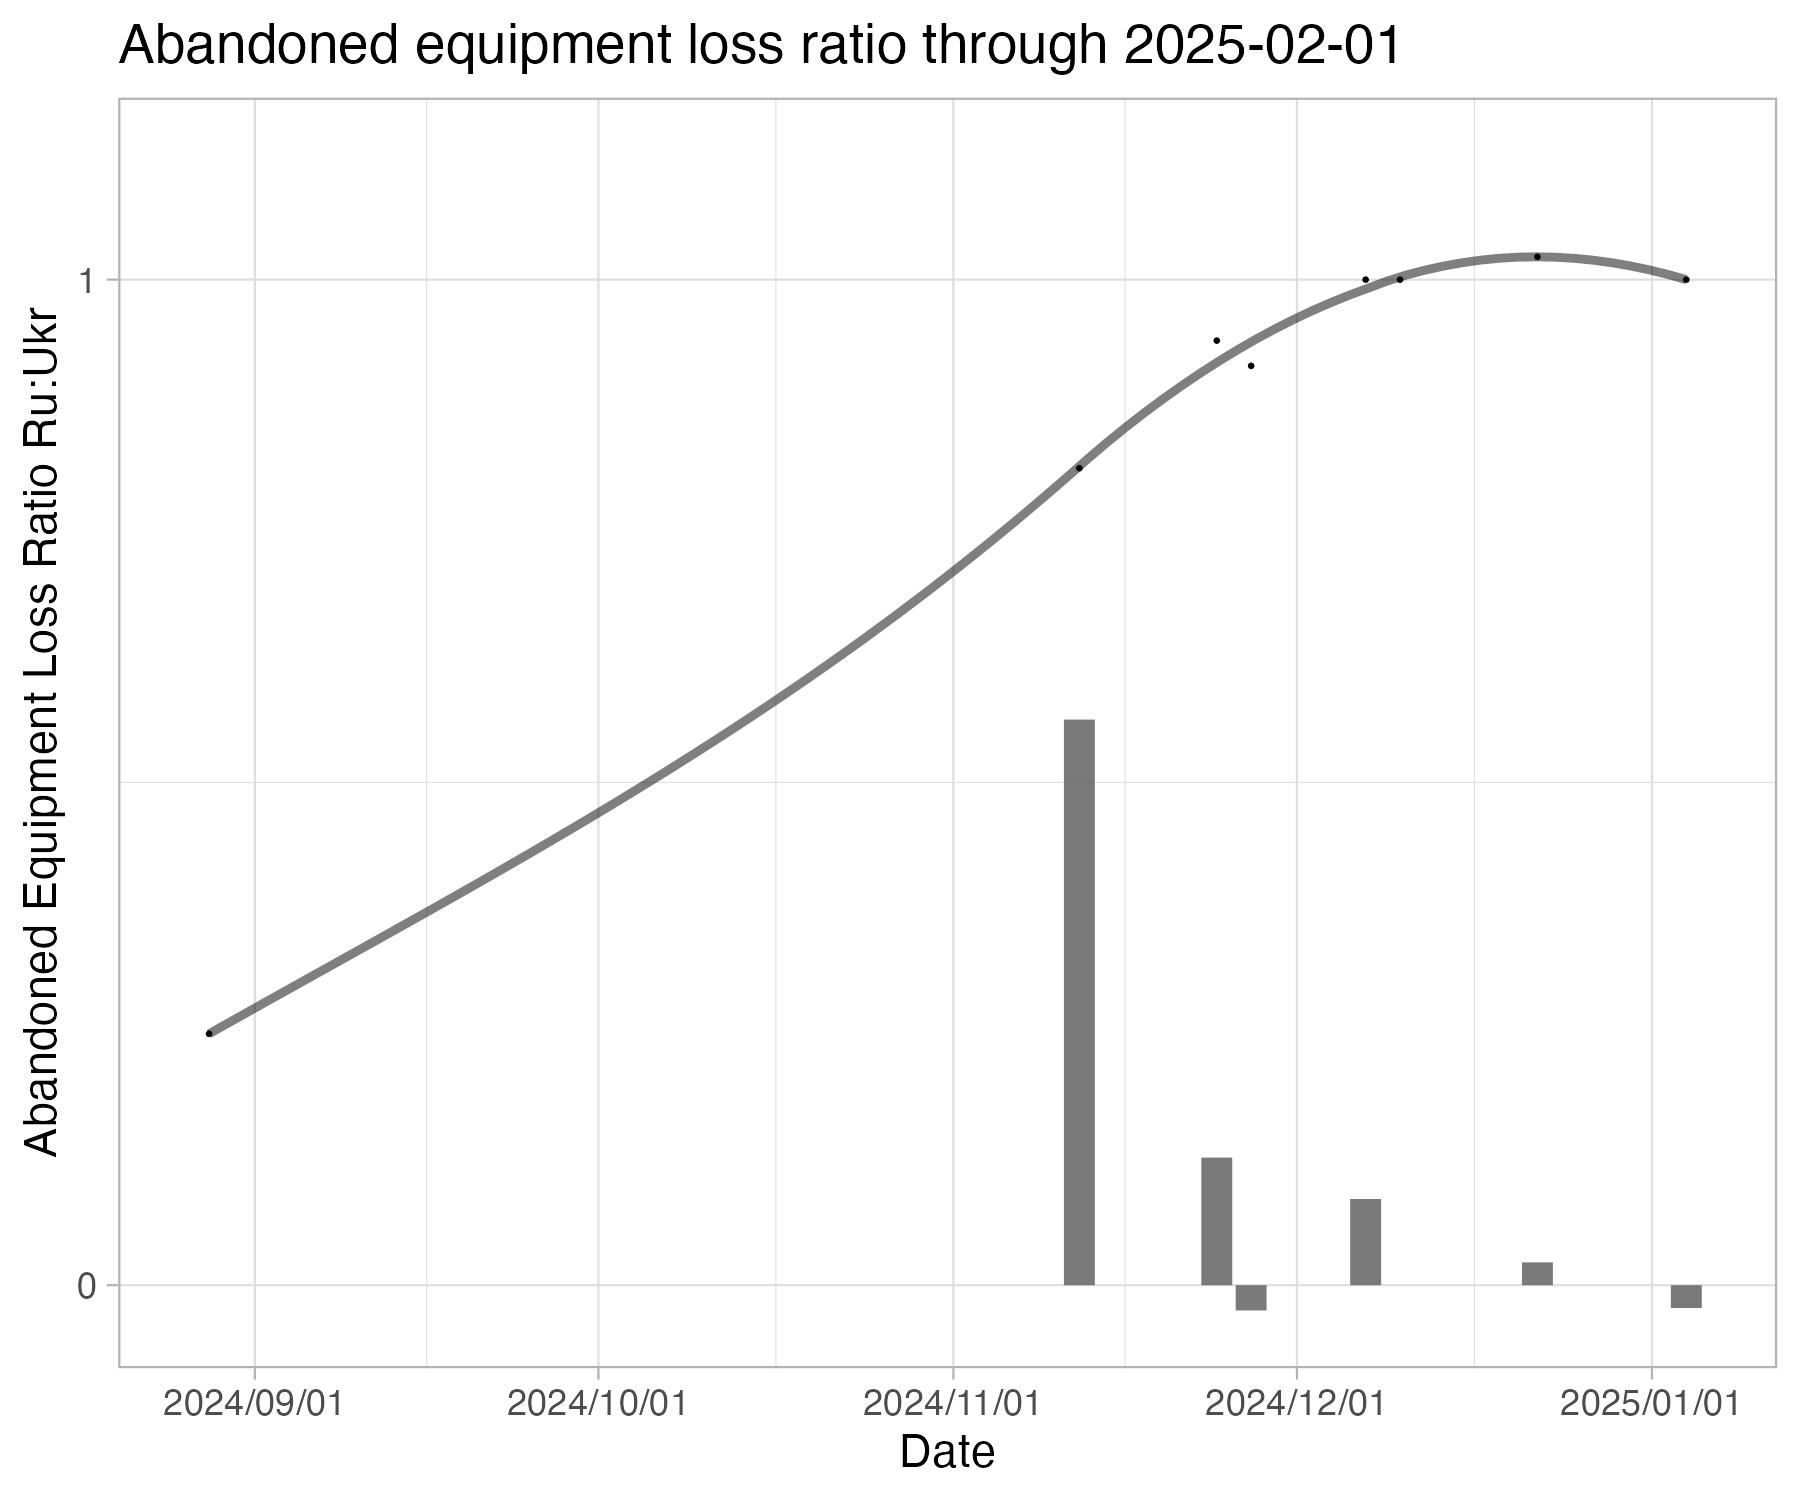 Abandoned equipment loss ratio through 2025-02-01
Abandoned Equipment Loss Ratio Ru:Ukr
1
0
2024/09/01
2024/10/01
2024/11/01
2024/12/01
2025/01/01
Date